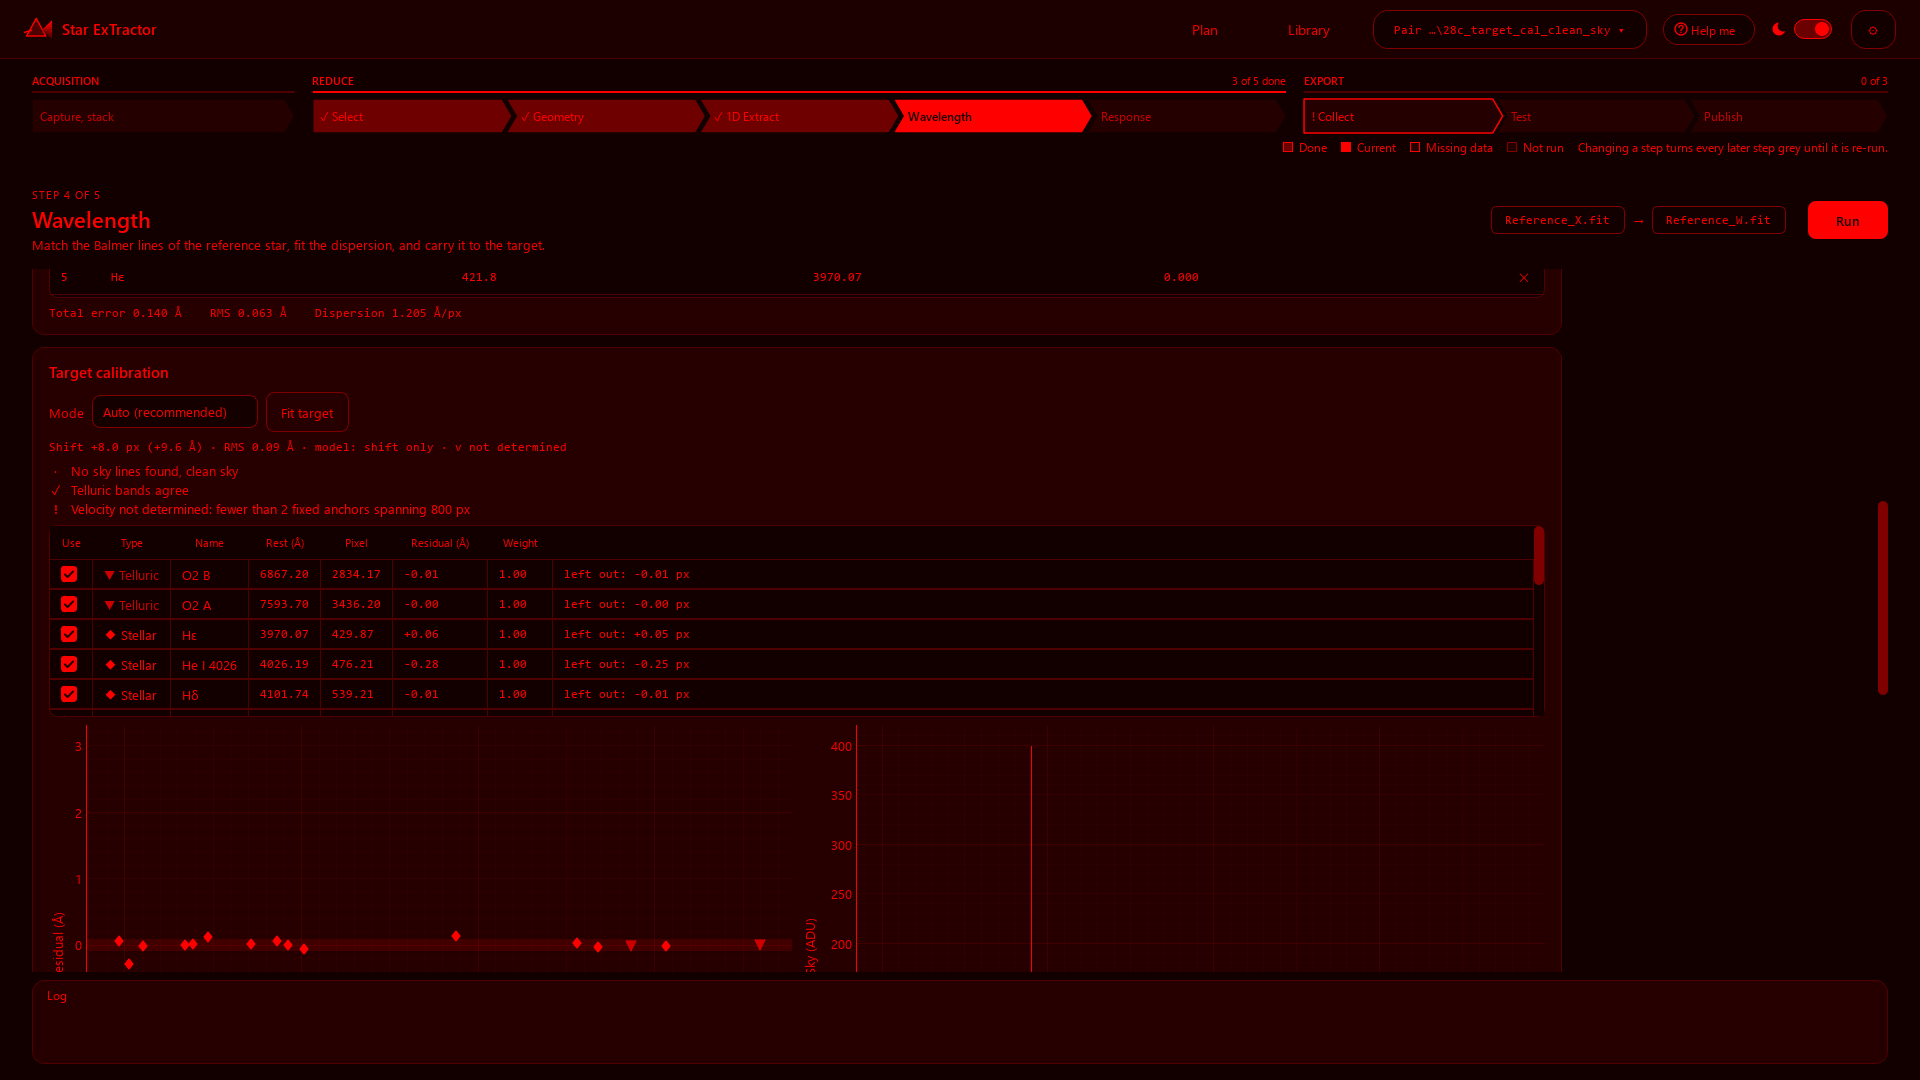 Star ExTractor
Plan
Library
Pair …\28c_target_cal_clean_sky ▾
Help me
ACQUISITION
REDUCE
3 of 5 done
EXPORT
0 of 3
Capture, stack
✓ Select
✓ Geometry
✓ 1D Extract
Wavelength
Response
! Collect
Test
Publish
Done
Current
Missing data
Not run
Changing a step turns every later step grey until it is re-run.
STEP 4 OF 5
Wavelength
Match the Balmer lines of the reference star, fit the dispersion, and carry it to the target.
Reference_X.fit → Reference_W.fit
Run
5 Hε 421.8 3970.07 0.000 ×
Total error 0.140 Å RMS 0.063 Å Dispersion 1.205 Å/px
Target calibration
Mode Auto (recommended) Fit target
Shift +8.0 px (+9.6 Å) · RMS 0.09 Å · model: shift only · v not determined
· No sky lines found, clean sky
✓ Telluric bands agree
! Velocity not determined: fewer than 2 fixed anchors spanning 800 px
Use Type Name Rest (Å) Pixel Residual (Å) Weight
▼ Telluric O2 B 6867.20 2834.17 -0.01 1.00 left out: -0.01 px
▼ Telluric O2 A 7593.70 3436.20 -0.00 1.00 left out: -0.00 px
◆ Stellar Hε 3970.07 429.87 +0.06 1.00 left out: +0.05 px
◆ Stellar He I 4026 4026.19 476.21 -0.28 1.00 left out: -0.25 px
◆ Stellar Hδ 4101.74 539.21 -0.01 1.00 left out: -0.01 px
3
2
1
0
esidual (Å)
400
350
300
250
200
Sky (ADU)
Log